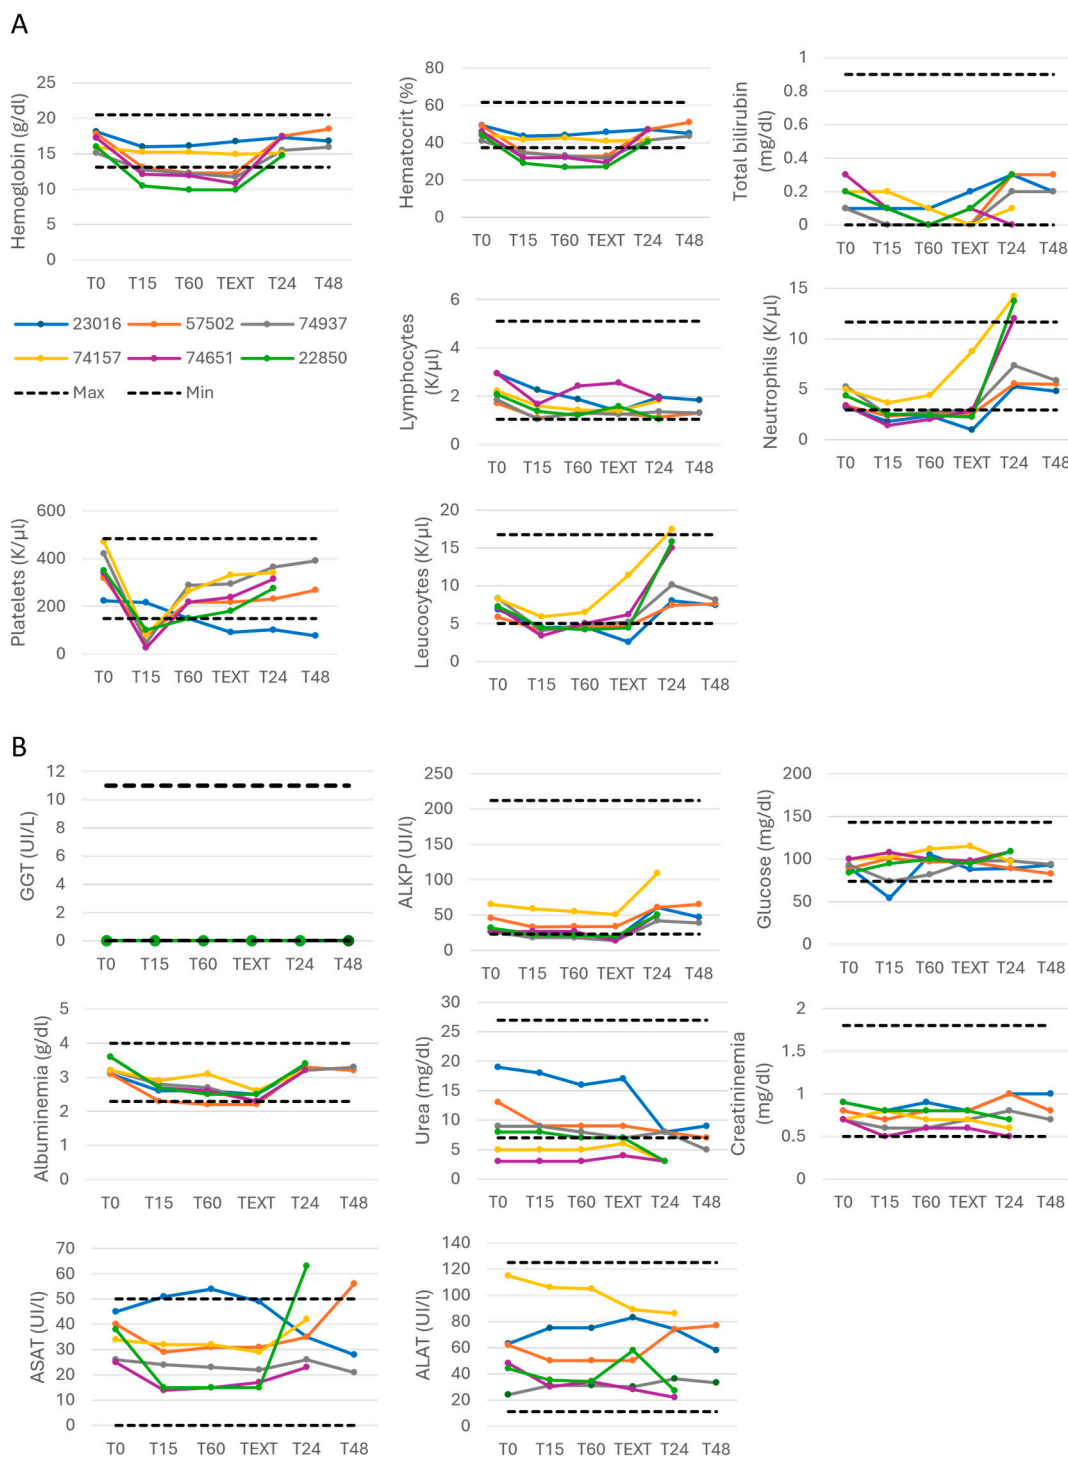 A
Hemoglobin (g/dl)
25
20
15
10
5
0
T0 T15 T60 TEXT T24 T48
Hematocrit (%)
80
60
40
20
0
T0 T15 T60 TEXT T24 T48
Total bilirubin
(mg/dl)
1
0.8
0.6
0.4
0.2
0
T0 T15 T60 TEXT T24 T48
23016 57502 74937
74157 74651 22850
Max Min
Lymphocytes
(K/µl)
6
4
2
0
T0 T15 T60 TEXT T24 T48
Neutrophils (K/µl)
15
10
5
0
T0 T15 T60 TEXT T24 T48
Platelets (K/µl)
600
400
200
0
T0 T15 T60 TEXT T24 T48
Leucocytes (K/µl)
20
15
10
5
0
T0 T15 T60 TEXT T24 T48
B
GGT (UI/L)
12
10
8
6
4
2
0
T0 T15 T60 TEXT T24 T48
ALKP (UI/l)
250
200
150
100
50
0
T0 T15 T60 TEXT T24 T48
Glucose (mg/dl)
200
150
100
50
0
T0 T15 T60 TEXT T24 T48
Albuminemia (g/dl)
5
4
3
2
1
0
T0 T15 T60 TEXT T24 T48
Urea (mg/dl)
30
25
20
15
10
5
0
T0 T15 T60 TEXT T24 T48
Creatininemia
(mg/dl)
2
1.5
1
0.5
0
T0 T15 T60 TEXT T24 T48
ASAT (UI/l)
70
60
50
40
30
20
10
0
T0 T15 T60 TEXT T24 T48
ALAT (UI/l)
140
120
100
80
60
40
20
0
T0 T15 T60 TEXT T24 T48